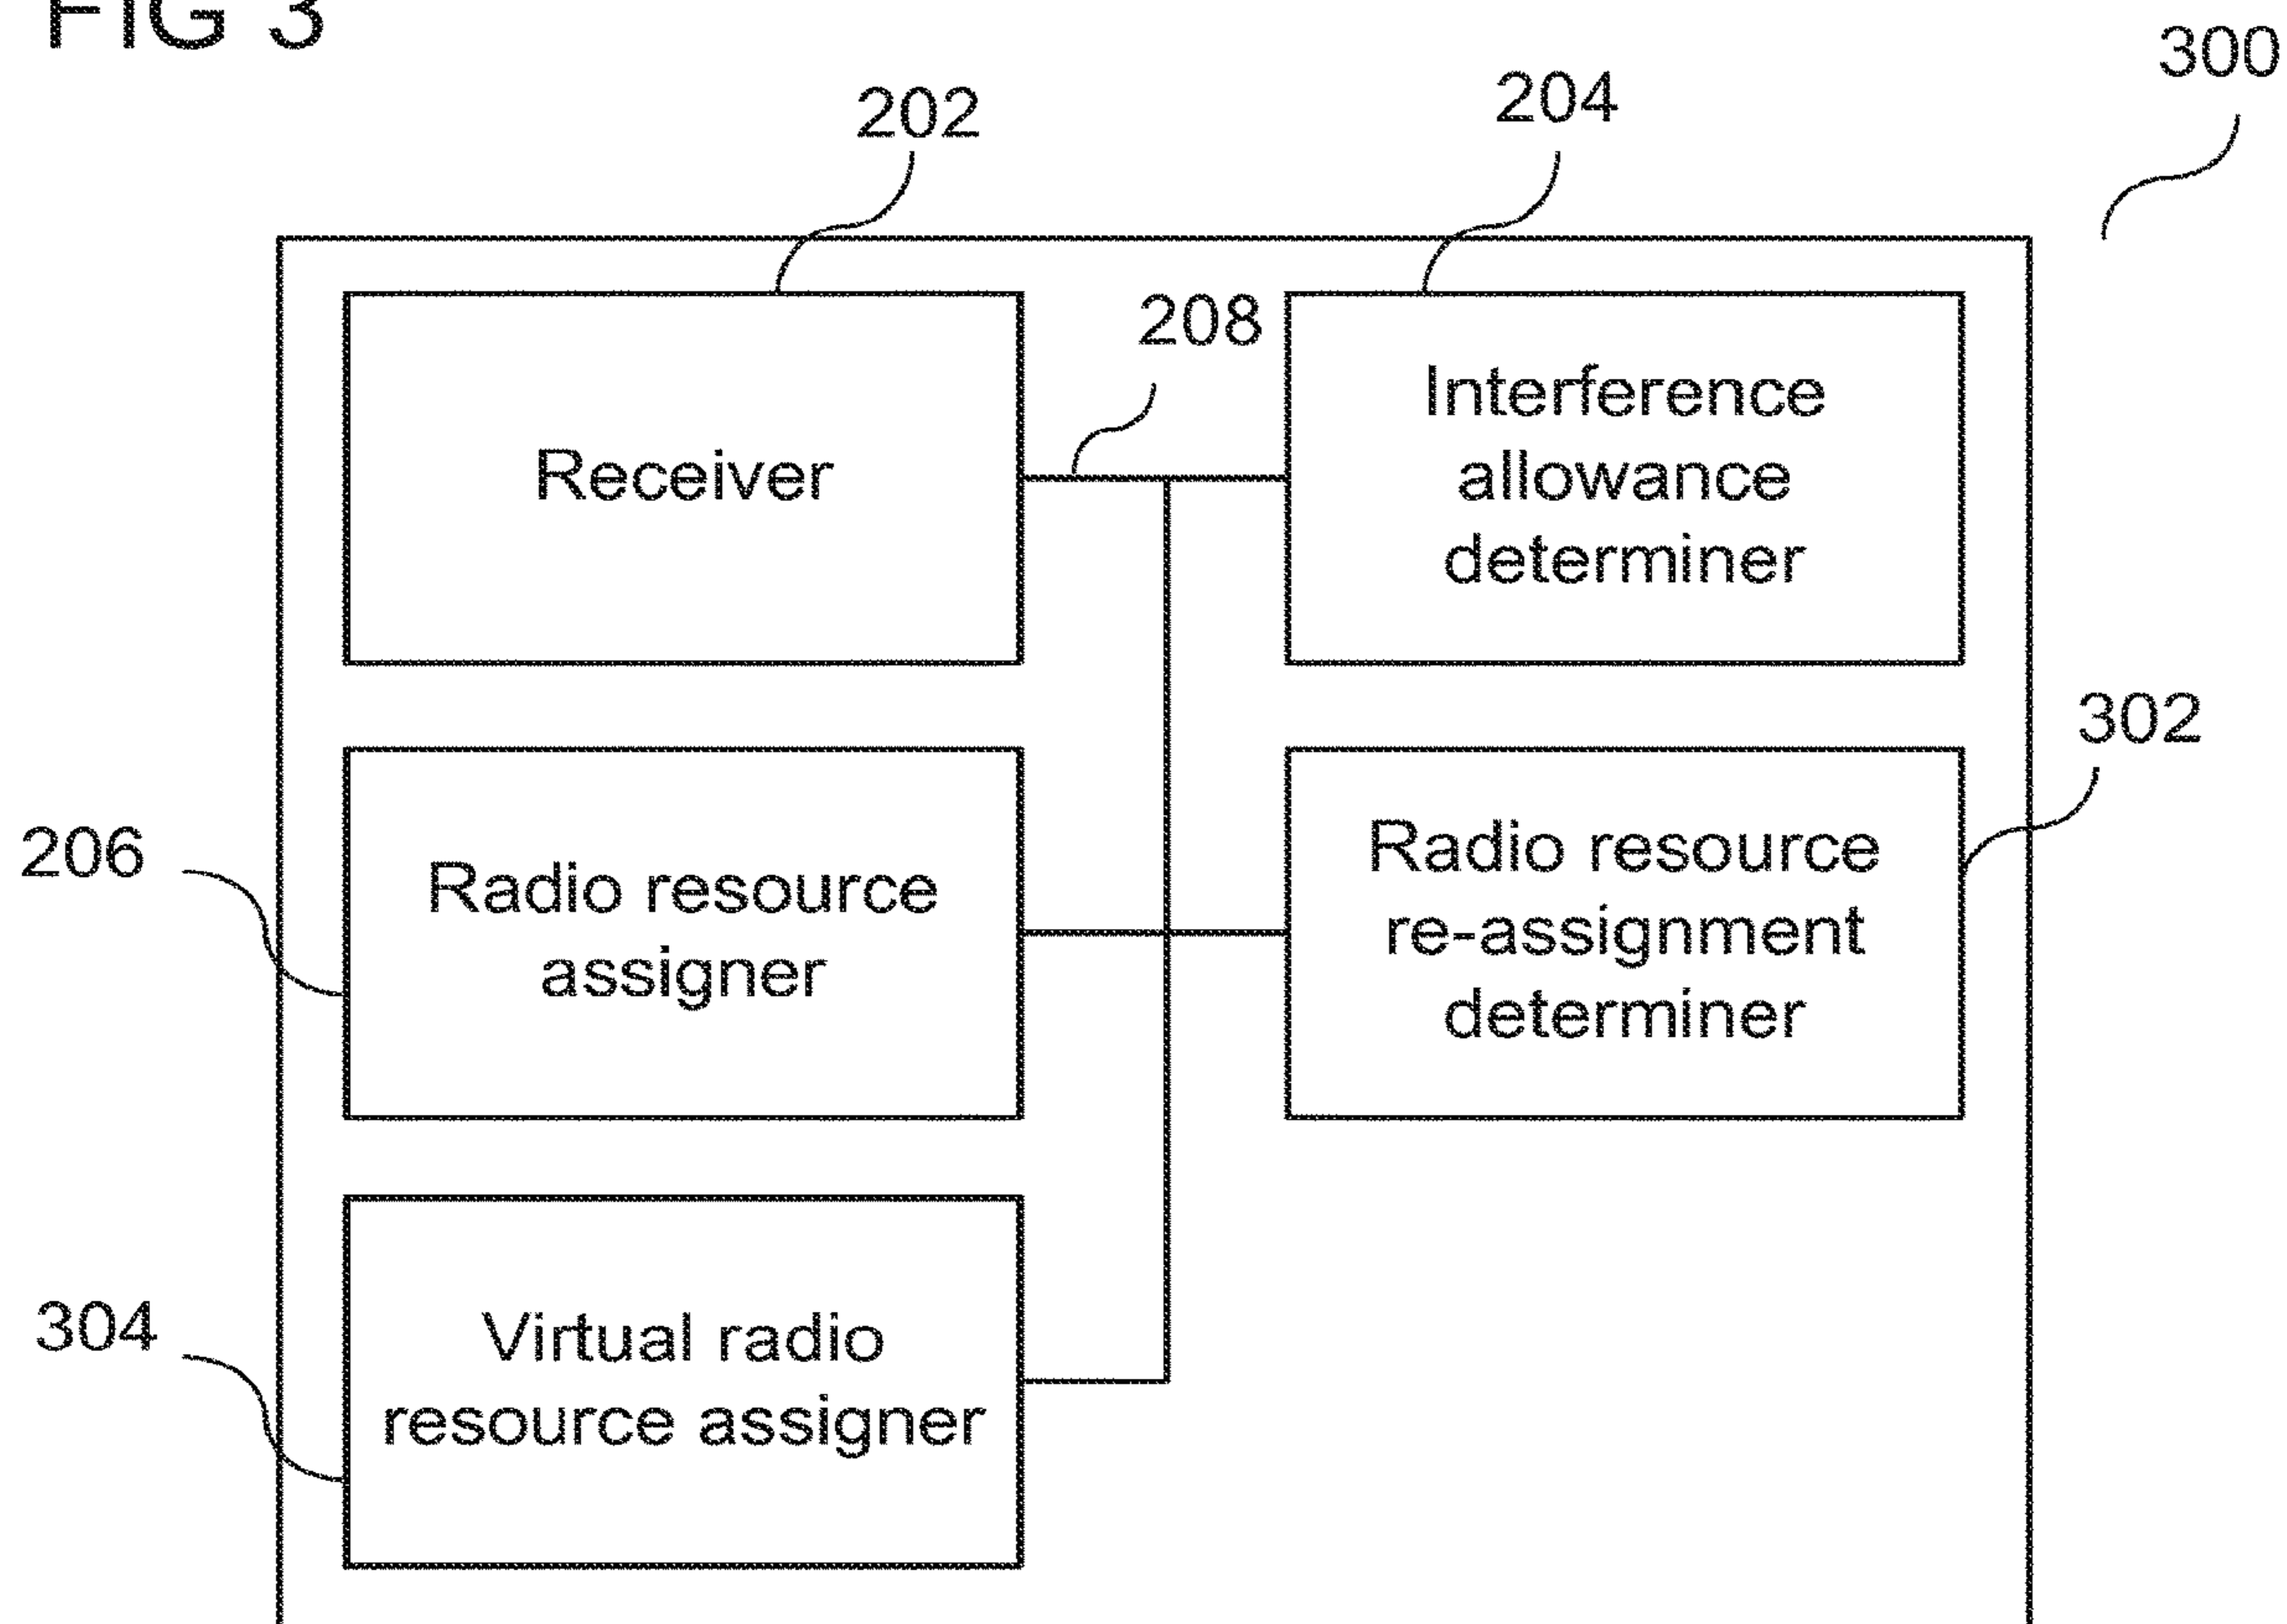 FIG 3
300
202
204
208
Receiver
Interference
allowance
determiner
302
206
Radio resource
assigner
Radio resource
re-assignment
determiner
304
Virtual radio
resource assigner